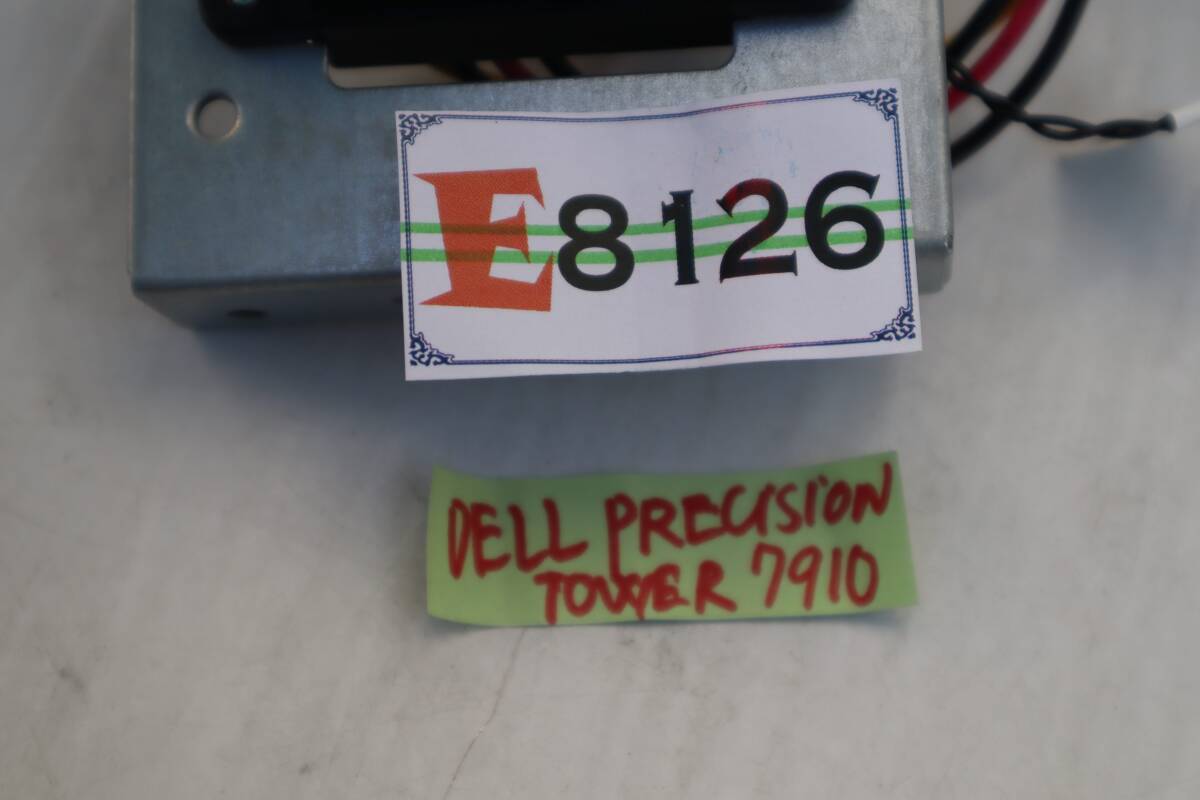 E8126
DELL PRECISION
TOWER 7910